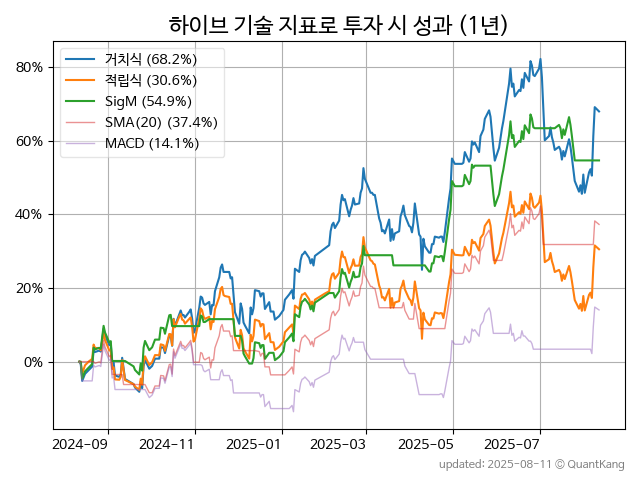 하이브 기술 지표로 투자 시 성과 (1년)
거치식 (68.2%)
적립식 (30.6%)
SigM (54.9%)
SMA(20) (37.4%)
MACD (14.1%)
80%
60%
40%
20%
0%
2024-09 2024-11 2025-01 2025-03 2025-05 2025-07
updated: 2025-08-11 © QuantKang